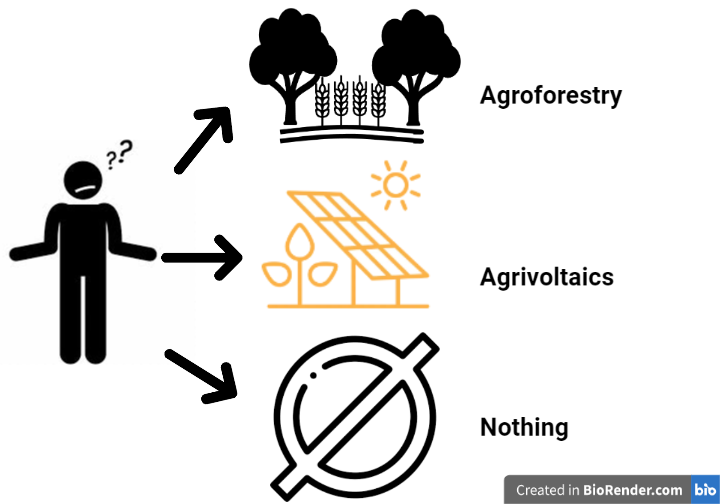 ??
Agroforestry
Agrivoltaics
Nothing
Created in BioRender.com bio